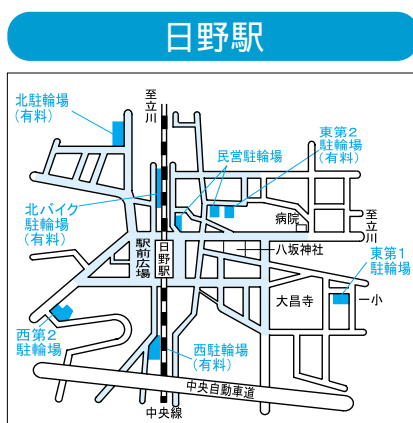 日野駅
北駐輪場
(有料)
至立川
東第2
駐輪場
(有料)
民営駐輪場
北バイク
駐輪場
(有料)
病院
至立川
駅前広場
日野駅
八坂神社
東第1
駐輪場
大昌寺
一小
西第2
駐輪場
西駐輪場
(有料)
中央自動車道
中央線